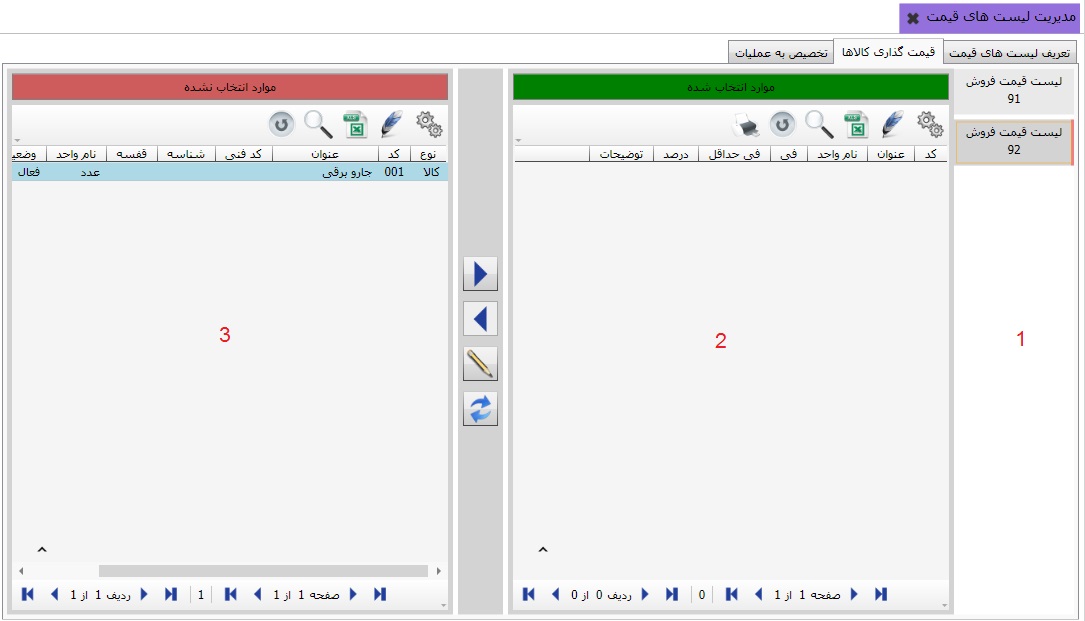 مدیریت لیست های قیمت
تعریف لیست های قیمت
قیمت گذاری کالاها
تخصیص به عملیات
لیست قیمت فروش
91
لیست قیمت فروش
92
1
موارد انتخاب شده
کد عنوان نام واحد فی فی حداقل درصد توضیحات
2
صفحه 1 از 1 0 ردیف 0 از 0
موارد انتخاب نشده
نوع کد عنوان کد فنی شناسه قفسه نام واحد وضعی
کالا 001 جارو برقی عدد فعال
3
صفحه 1 از 1 1 ردیف 1 از 1